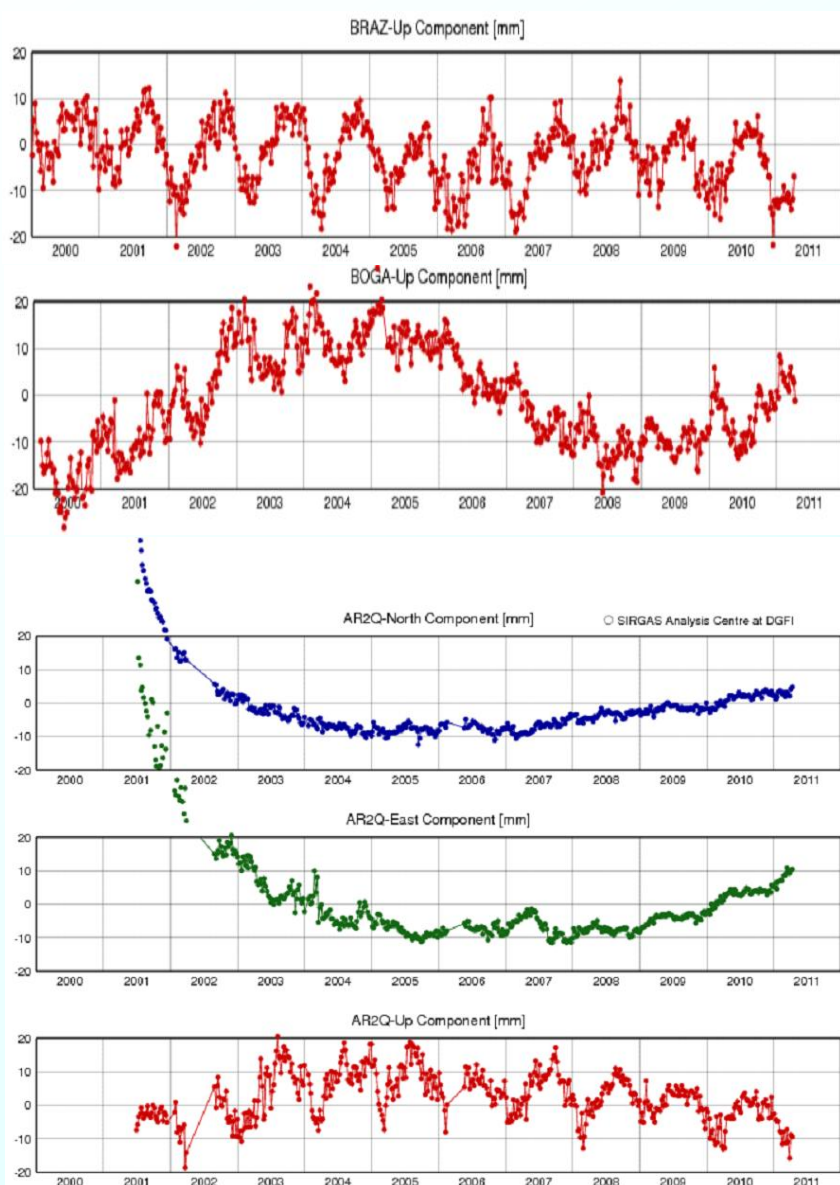 BRAZ-Up Component [mm]
20
10
0
-10
-20
2000 2001 2002 2003 2004 2005 2006 2007 2008 2009 2010 2011
BOGA-Up Component [mm]
20
10
0
-10
-20
2000 2001 2002 2003 2004 2005 2006 2007 2008 2009 2010 2011
AR2Q-North Component [mm]
SIRGAS Analysis Centre at DGFI
20
10
0
-10
-20
2000 2001 2002 2003 2004 2005 2006 2007 2008 2009 2010 2011
AR2Q-East Component [mm]
20
10
0
-10
-20
2000 2001 2002 2003 2004 2005 2006 2007 2008 2009 2010 2011
AR2Q-Up Component [mm]
20
10
0
-10
-20
2000 2001 2002 2003 2004 2005 2006 2007 2008 2009 2010 2011